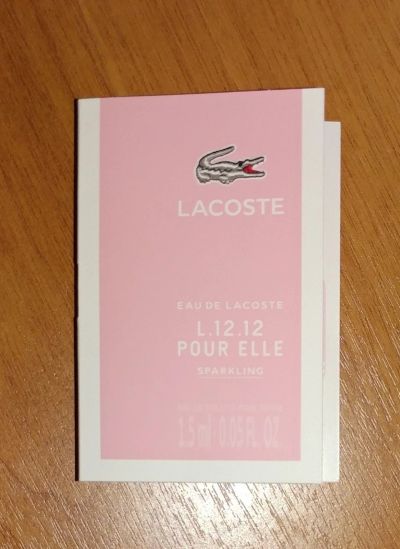 LACOSTE
EAU DE LACOSTE
L.12.12
POUR ELLE
SPARKLING
1.5 ml · 0.05 FL. OZ.